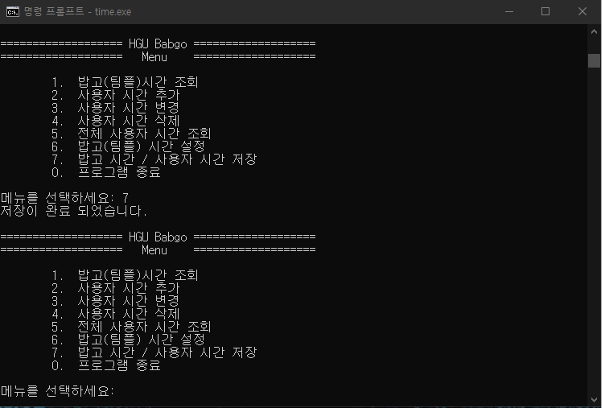 명령 프롬프트 - time.exe
=================== HGU Babgo ===================
===================   Menu    ===================
1. 밥고(팀플)시간 조회
2. 사용자 시간 추가
3. 사용자 시간 변경
4. 사용자 시간 삭제
5. 전체 사용자 시간 조회
6. 밥고(팀플) 시간 설정
7. 밥고 시간 / 사용자 시간 저장
0. 프로그램 종료
메뉴를 선택하세요: 7
저장이 완료 되었습니다.
=================== HGU Babgo ===================
===================   Menu    ===================
1. 밥고(팀플)시간 조회
2. 사용자 시간 추가
3. 사용자 시간 변경
4. 사용자 시간 삭제
5. 전체 사용자 시간 조회
6. 밥고(팀플) 시간 설정
7. 밥고 시간 / 사용자 시간 저장
0. 프로그램 종료
메뉴를 선택하세요: